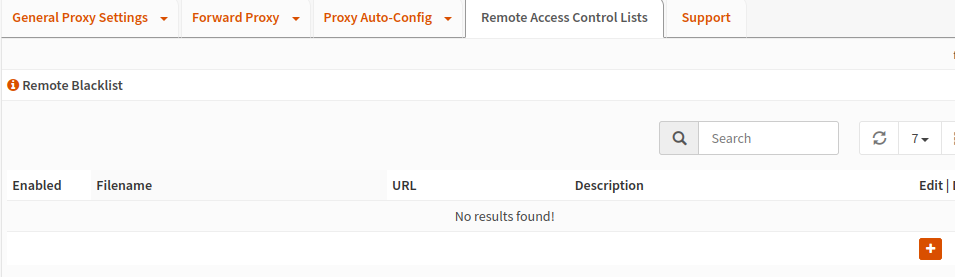 General Proxy Settings Forward Proxy Proxy Auto-Config Remote Access Control Lists Support
Remote Blacklist
Search 7
Enabled Filename URL Description Edit |
No results found!